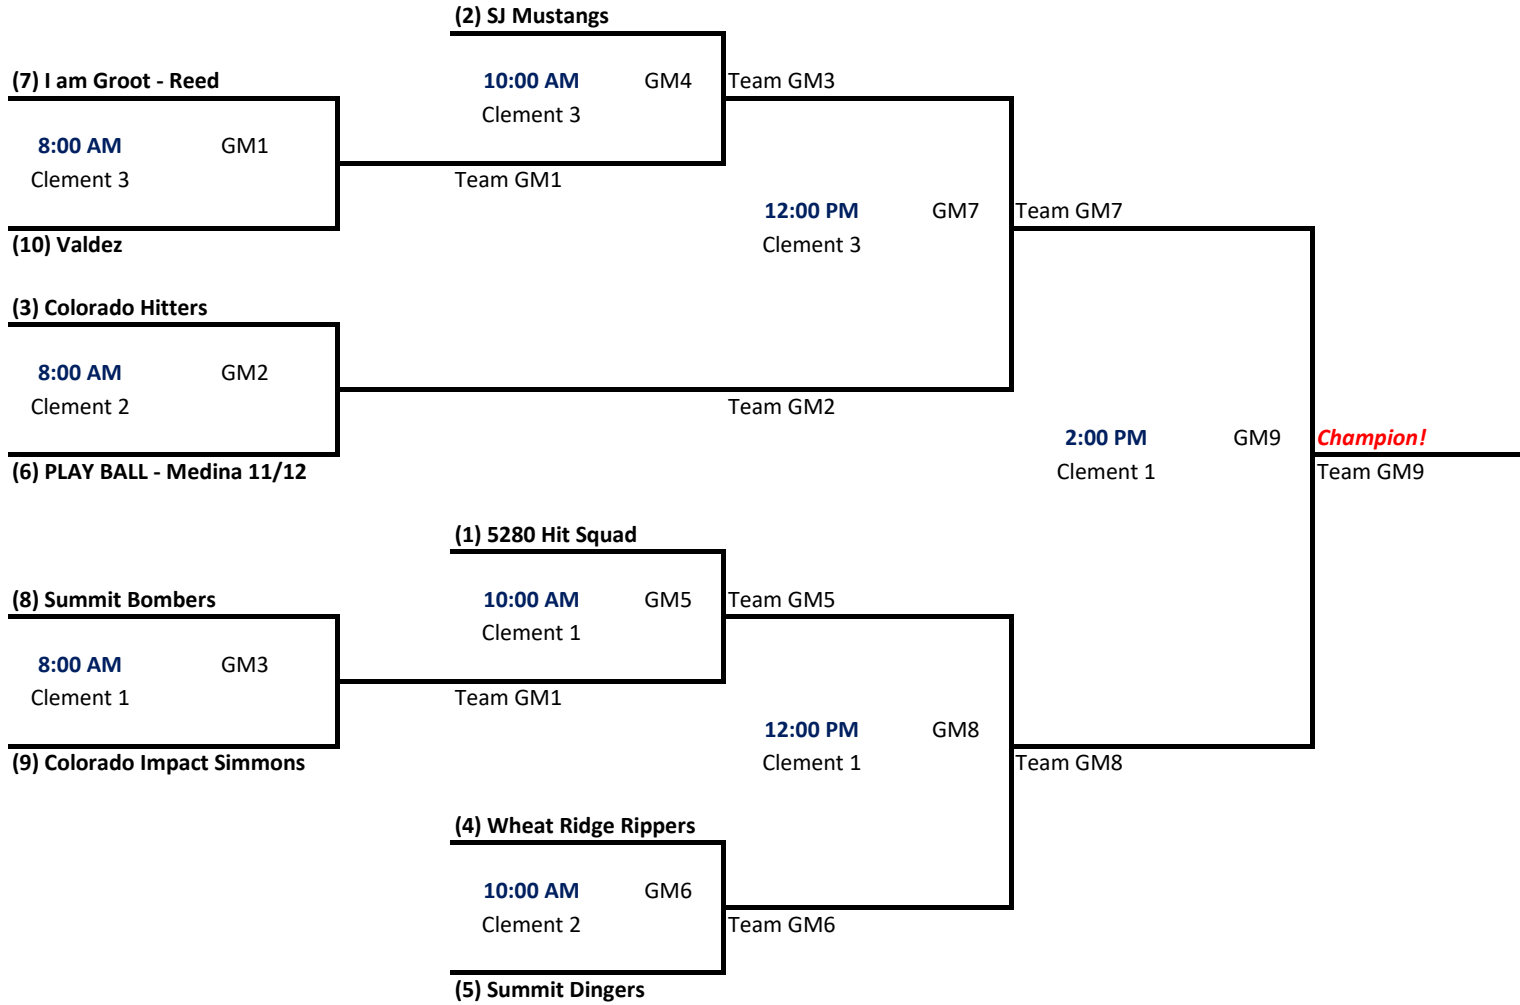 (2) SJ Mustangs
(7) I am Groot - Reed
10:00 AM GM4
Team GM3
Clement 3
8:00 AM GM1
Clement 3
Team GM1
12:00 PM GM7
Team GM7
(10) Valdez
Clement 3
(3) Colorado Hitters
8:00 AM GM2
Clement 2
Team GM2
2:00 PM GM9
Champion!
(6) PLAY BALL - Medina 11/12
Clement 1
Team GM9
(1) 5280 Hit Squad
(8) Summit Bombers
10:00 AM GM5
Team GM5
Clement 1
8:00 AM GM3
Clement 1
Team GM1
12:00 PM GM8
(9) Colorado Impact Simmons
Clement 1
Team GM8
(4) Wheat Ridge Rippers
10:00 AM GM6
Clement 2
Team GM6
(5) Summit Dingers